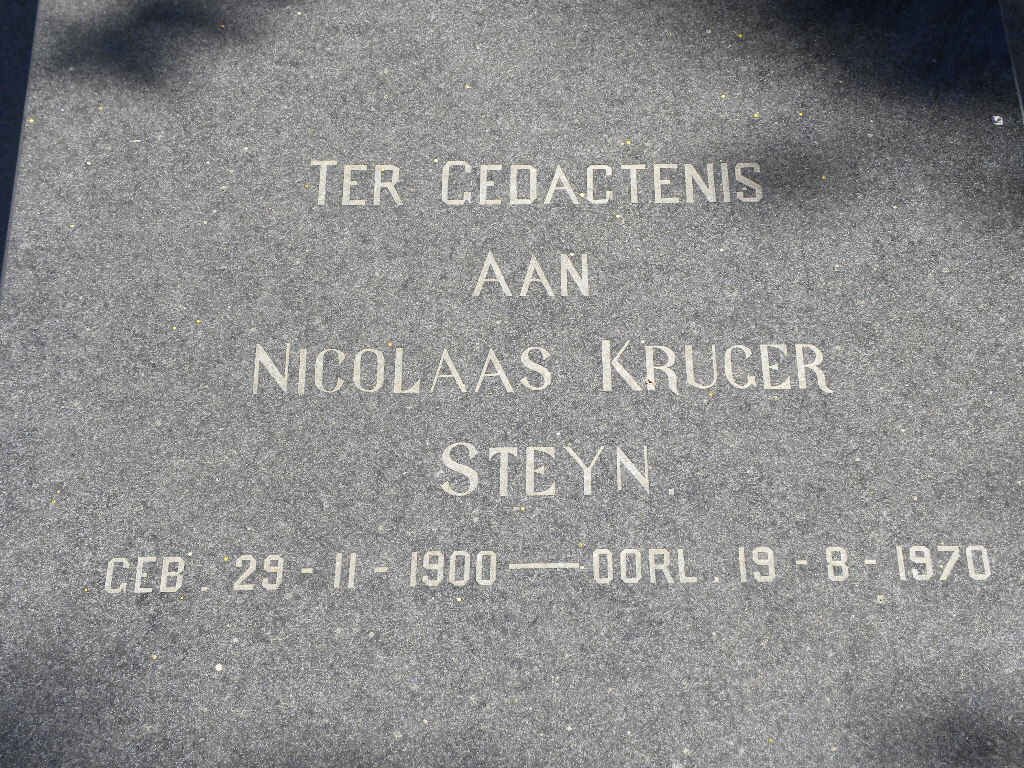 TER GEDACTENIS
AAN
NICOLAAS KRUGER
STEYN.
GEB. 29-11-1900—OORL. 19-8-1970